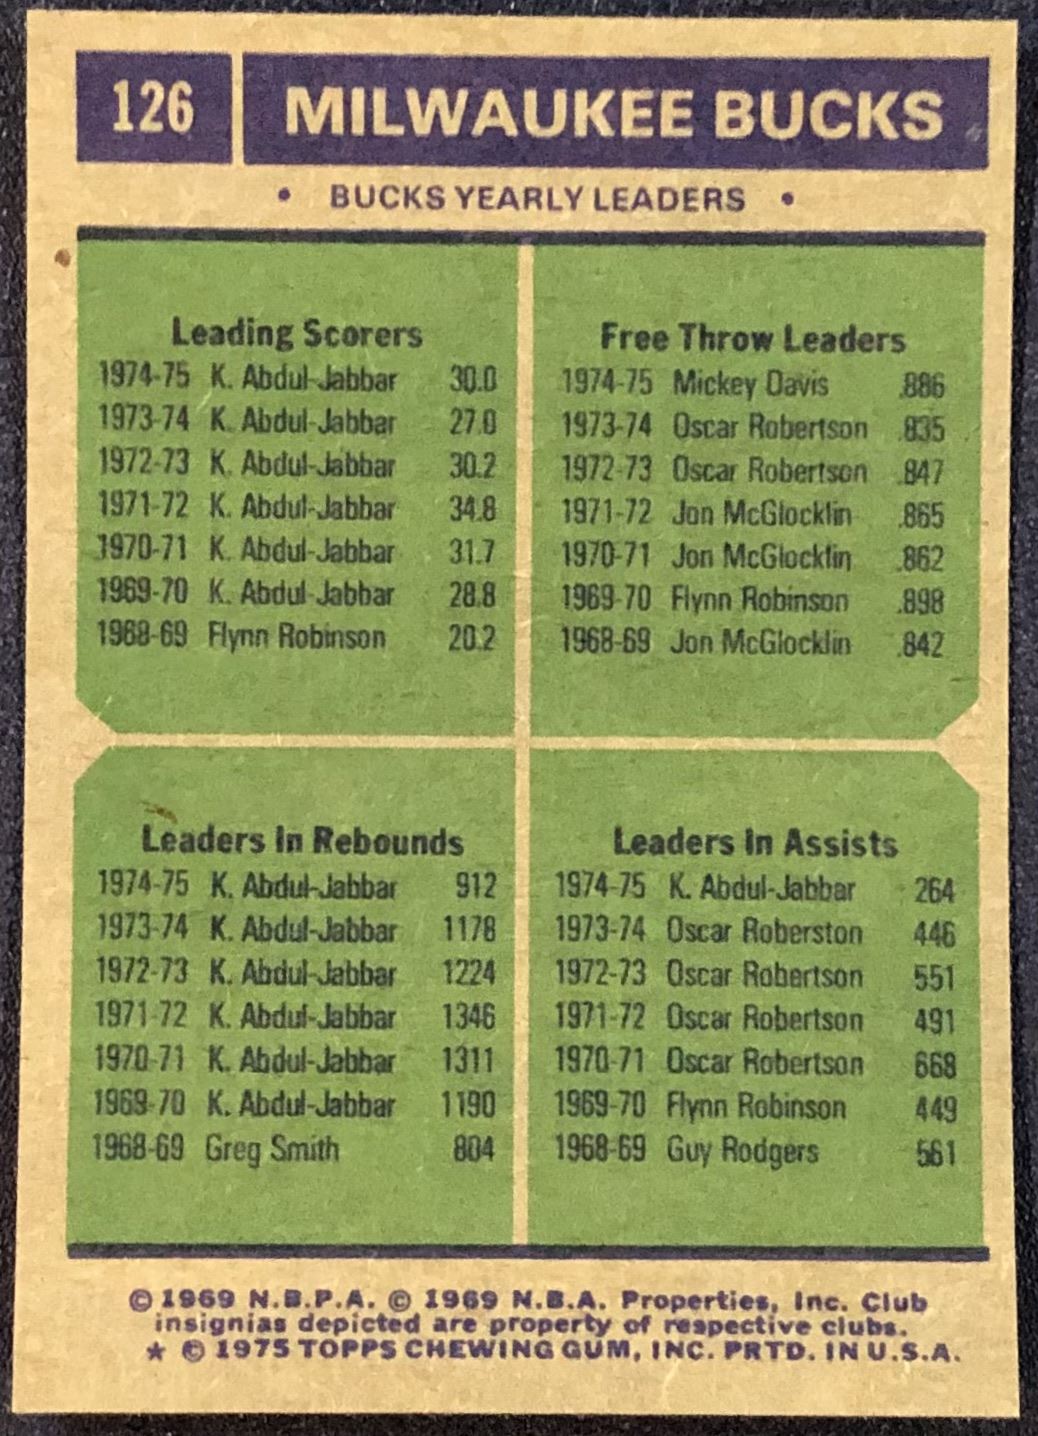 126 MILWAUKEE BUCKS
• BUCKS YEARLY LEADERS •
Leading Scorers
1974-75 K. Abdul-Jabbar 30.0
1973-74 K. Abdul-Jabbar 27.0
1972-73 K. Abdul-Jabbar 30.2
1971-72 K. Abdul-Jabbar 34.8
1970-71 K. Abdul-Jabbar 31.7
1969-70 K. Abdul-Jabbar 28.8
1968-69 Flynn Robinson 20.2
Free Throw Leaders
1974-75 Mickey Davis .886
1973-74 Oscar Robertson .835
1972-73 Oscar Robertson .847
1971-72 Jon McGlocklin .865
1970-71 Jon McGlocklin .862
1969-70 Flynn Robinson .898
1968-69 Jon McGlocklin .842
Leaders In Rebounds
1974-75 K. Abdul-Jabbar 912
1973-74 K. Abdul-Jabbar 1178
1972-73 K. Abdul-Jabbar 1224
1971-72 K. Abdul-Jabbar 1346
1970-71 K. Abdul-Jabbar 1311
1969-70 K. Abdul-Jabbar 1190
1968-69 Greg Smith 804
Leaders In Assists
1974-75 K. Abdul-Jabbar 264
1973-74 Oscar Roberston 446
1972-73 Oscar Robertson 551
1971-72 Oscar Robertson 491
1970-71 Oscar Robertson 668
1969-70 Flynn Robinson 449
1968-69 Guy Rodgers 561
© 1969 N.B.P.A. © 1969 N.B.A. Properties, Inc. Club
insignias depicted are property of respective clubs.
★ © 1975 TOPPS CHEWING GUM, INC. PRTD. IN U.S.A.